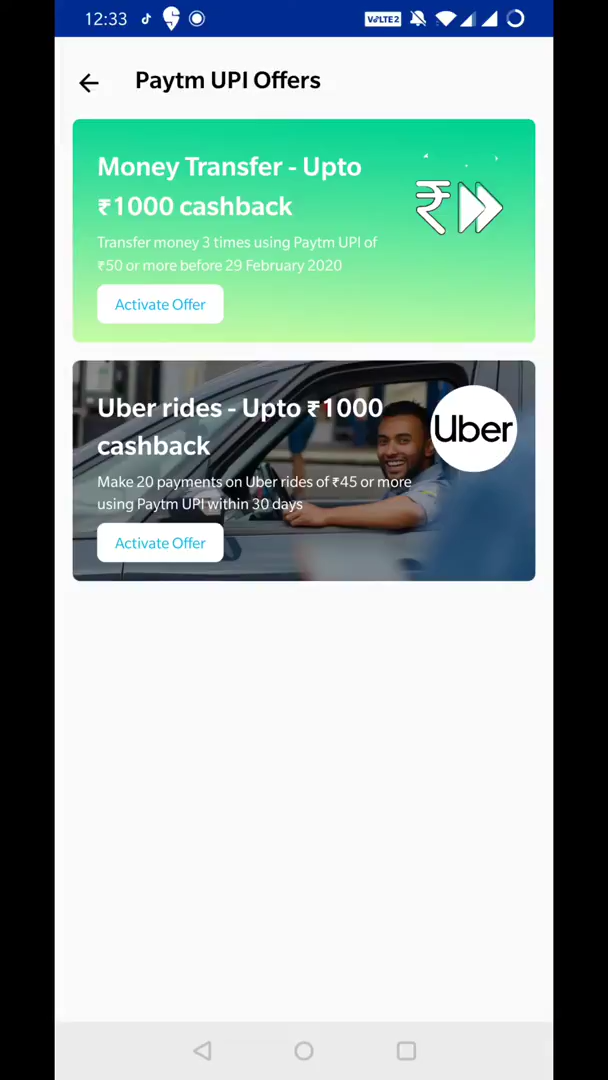 12:33
VoLTE2
Paytm UPI Offers
Money Transfer - Upto
₹1000 cashback
Transfer money 3 times using Paytm UPI of
₹50 or more before 29 February 2020
Activate Offer
Uber rides - Upto ₹1000
cashback
Uber
Make 20 payments on Uber rides of ₹45 or more
using Paytm UPI within 30 days
Activate Offer